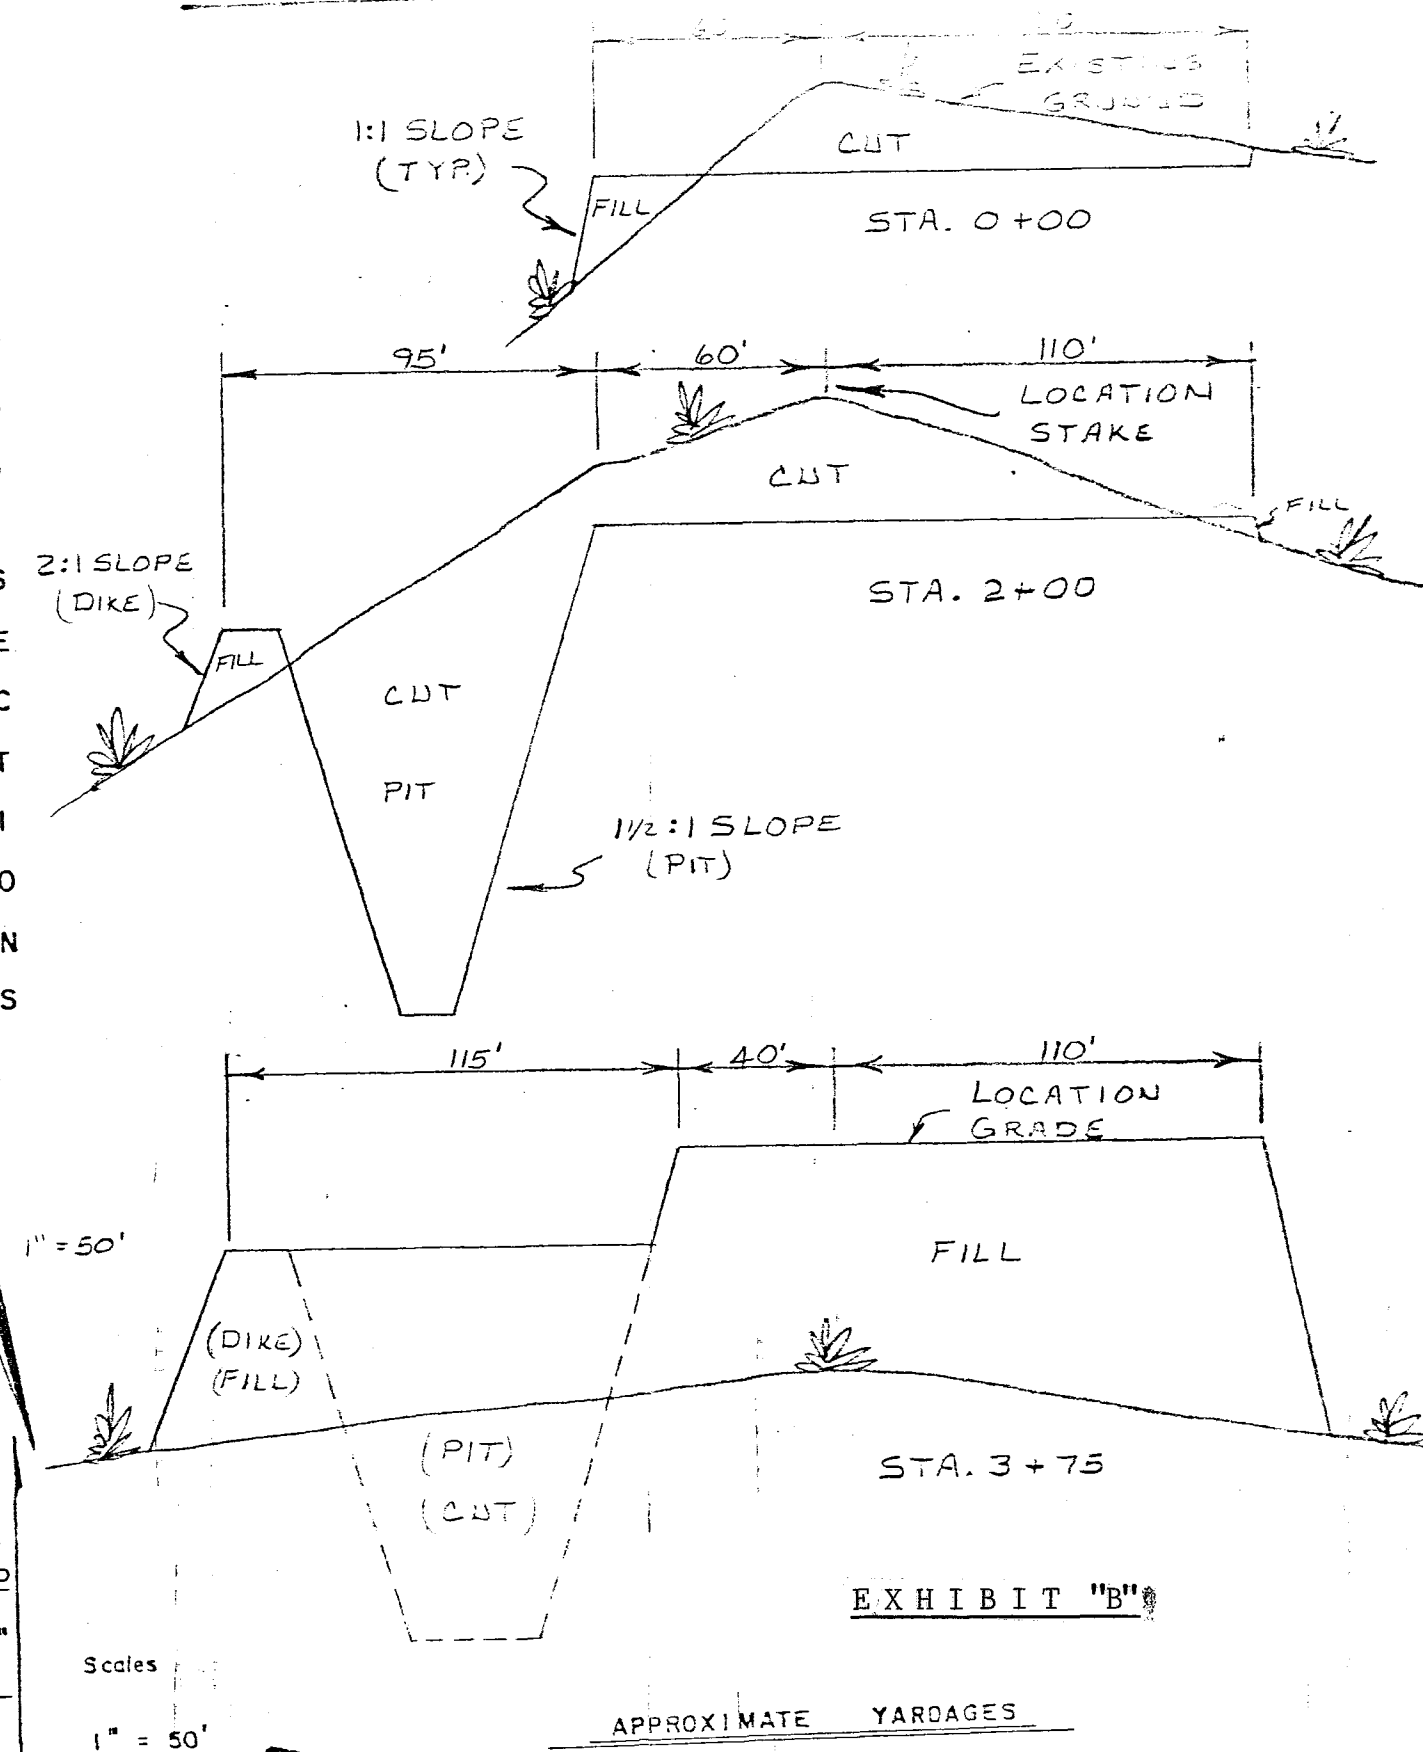 EXISTING
GROUND
1:1 SLOPE
(TYP.)
CUT
FILL
STA. 0+00
95'
60'
110'
LOCATION
STAKE
CUT
FILL
2:1 SLOPE
(DIKE)
FILL
STA. 2+00
CUT
PIT
1 1/2:1 SLOPE
(PIT)
S
E
C
T
I
O
N
S
115'
40'
110'
LOCATION
GRADE
1" = 50'
FILL
(DIKE)
(FILL)
(PIT)
(CUT)
STA. 3+75
EXHIBIT "B"
Scales
1" = 50'
APPROXIMATE YARDAGES